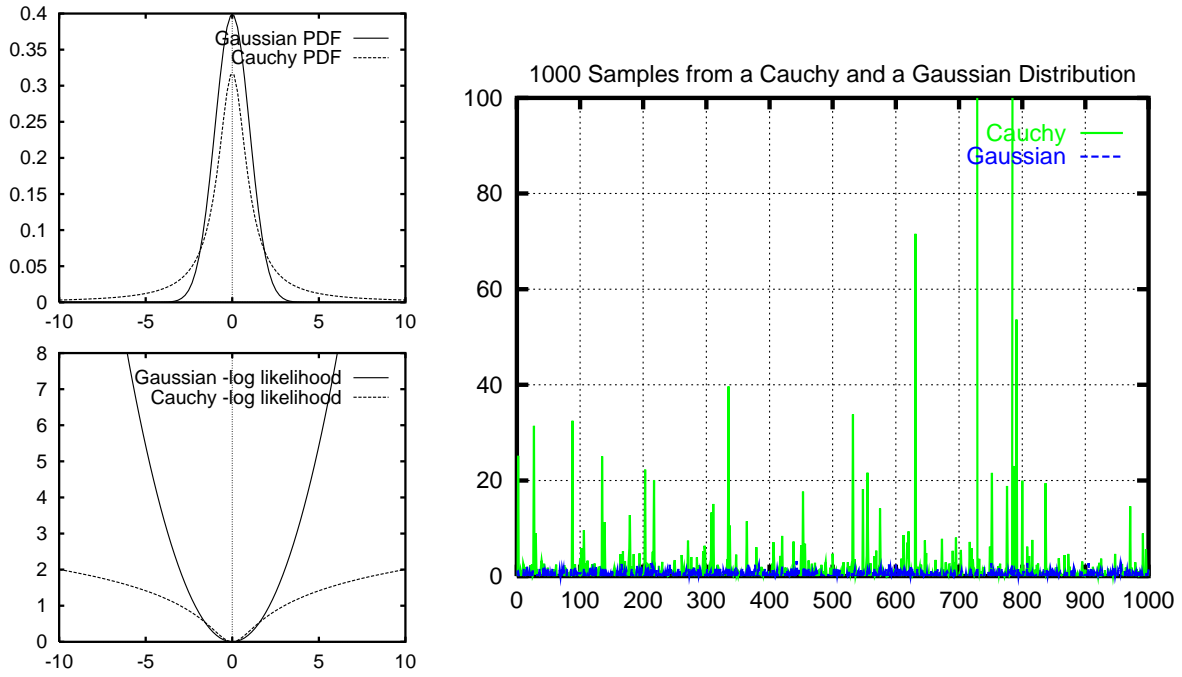 0.4
0.35
0.3
0.25
0.2
0.15
0.1
0.05
0
-10 -5 0 5 10
Gaussian PDF
Cauchy PDF
8
7
6
5
4
3
2
1
0
-10 -5 0 5 10
Gaussian -log likelihood
Cauchy -log likelihood
1000 Samples from a Cauchy and a Gaussian Distribution
100
80
60
40
20
0
0 100 200 300 400 500 600 700 800 900 1000
Cauchy
Gaussian